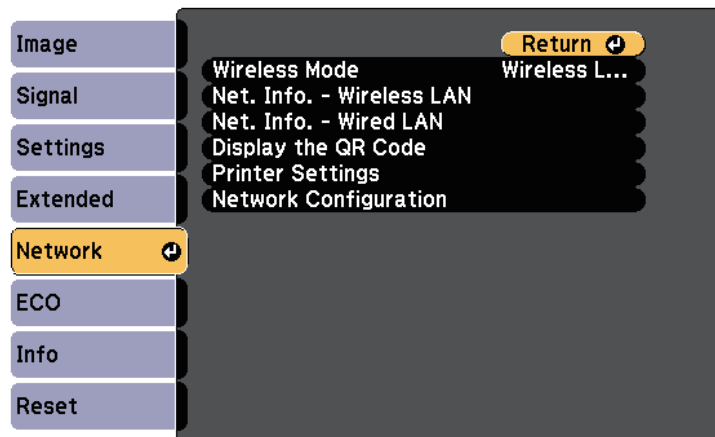 Image
Signal
Settings
Extended
Network
ECO
Info
Reset
Return
Wireless Mode Wireless L...
Net. Info. - Wireless LAN
Net. Info. - Wired LAN
Display the QR Code
Printer Settings
Network Configuration